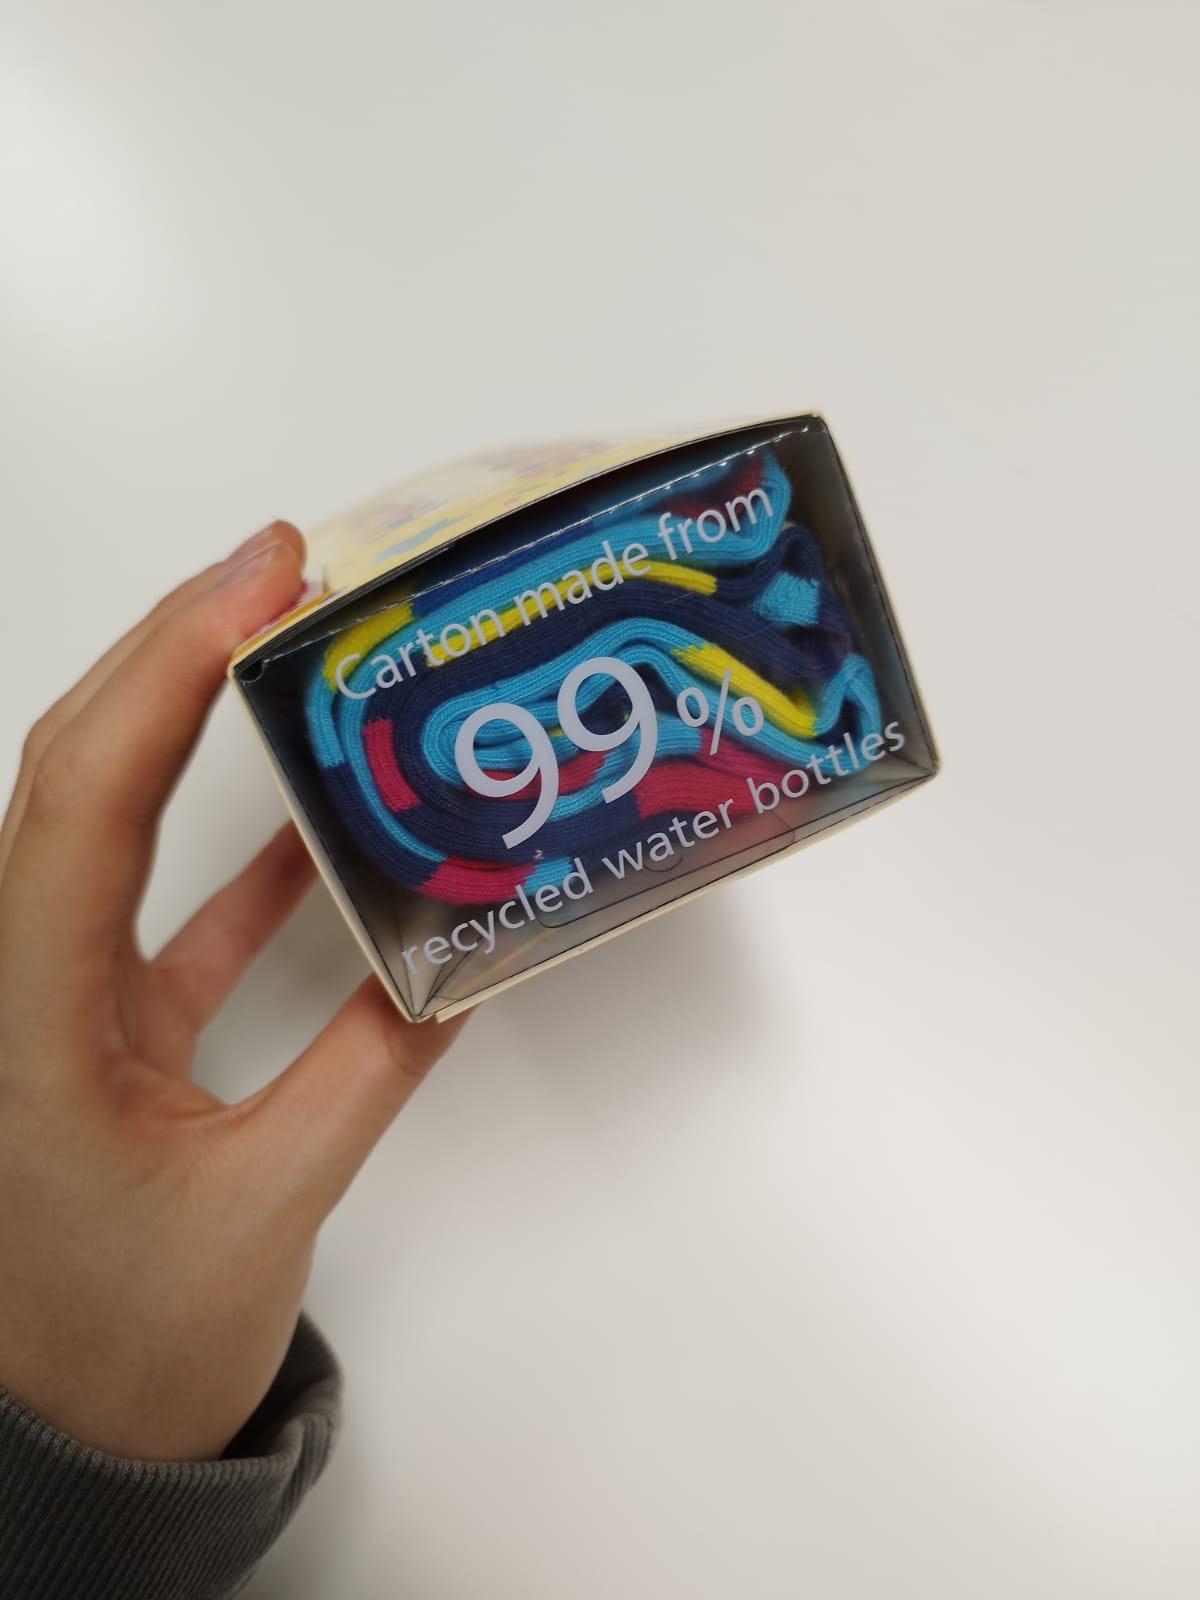 Carton made from
99%
recycled water bottles